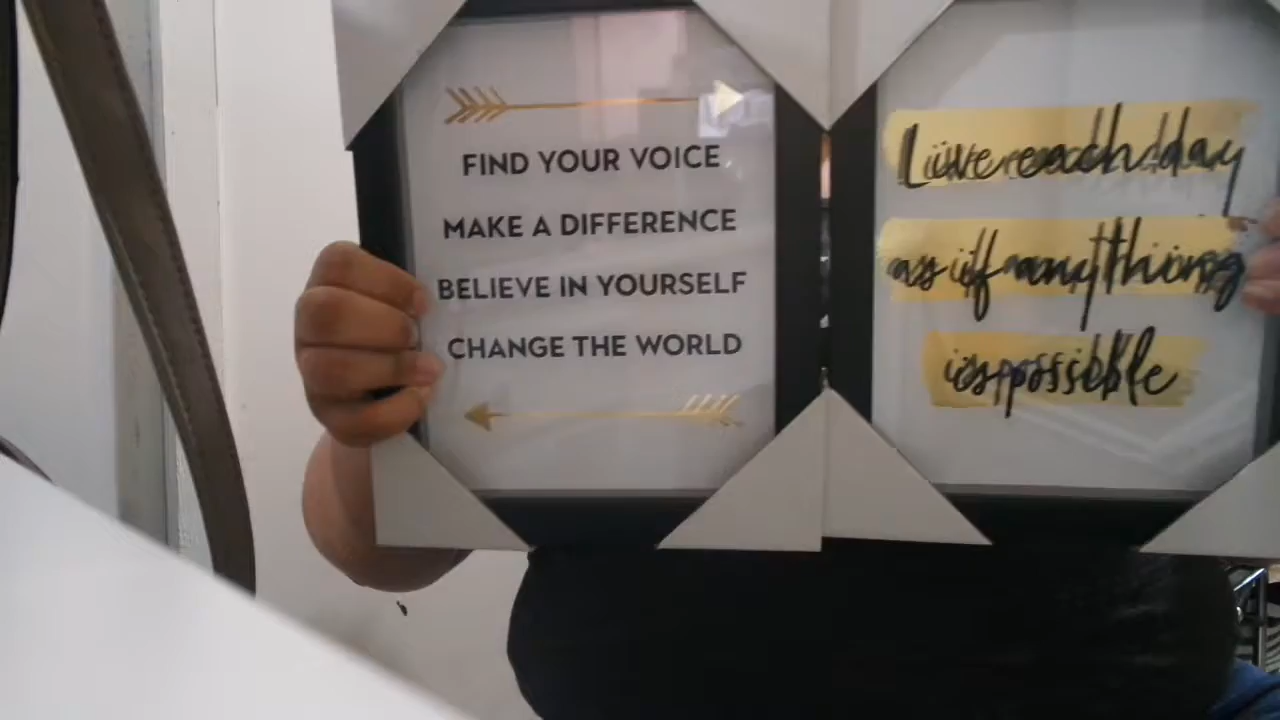 FIND YOUR VOICE
MAKE A DIFFERENCE
BELIEVE IN YOURSELF
CHANGE THE WORLD
Live each day
as if anything
is possible